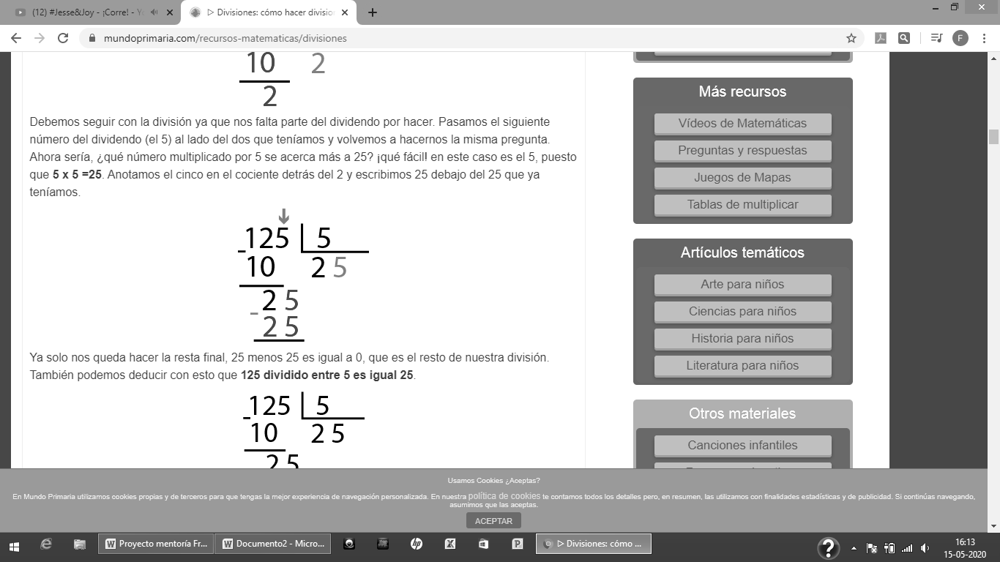 (12) #Jesse&Joy - ¡Corre! - Yo
▷ Divisiones: cómo hacer division
mundoprimaria.com/recursos-matematicas/divisiones
F
10 2
2
Debemos seguir con la división ya que nos falta parte del dividendo por hacer. Pasamos el siguiente
número del dividendo (el 5) al lado del dos que teníamos y volvemos a hacernos la misma pregunta.
Ahora sería, ¿qué número multiplicado por 5 se acerca más a 25? ¡qué fácil! en este caso es el 5, puesto
que 5 x 5 =25. Anotamos el cinco en el cociente detrás del 2 y escribimos 25 debajo del 25 que ya
teníamos.
125 5
-10 2 5
2 5
- 2 5
Ya solo nos queda hacer la resta final, 25 menos 25 es igual a 0, que es el resto de nuestra división.
También podemos deducir con esto que 125 dividido entre 5 es igual 25.
125 5
-10 2 5
25
Más recursos
Vídeos de Matemáticas
Preguntas y respuestas
Juegos de Mapas
Tablas de multiplicar
Artículos temáticos
Arte para niños
Ciencias para niños
Historia para niños
Literatura para niños
Otros materiales
Canciones infantiles
Usamos Cookies ¿Aceptas?
En Mundo Primaria utilizamos cookies propias y de terceros para que tengas la mejor experiencia de navegación personalizada. En nuestra política de cookies te contamos todos los detalles pero, en resumen, las utilizamos con finalidades estadísticas y de publicidad. Si continúas navegando,
asumimos que las aceptas.
ACEPTAR
Proyecto mentoría Fr...
Documento2 - Micro...
▷ Divisiones: cómo ...
16:13
15-05-2020